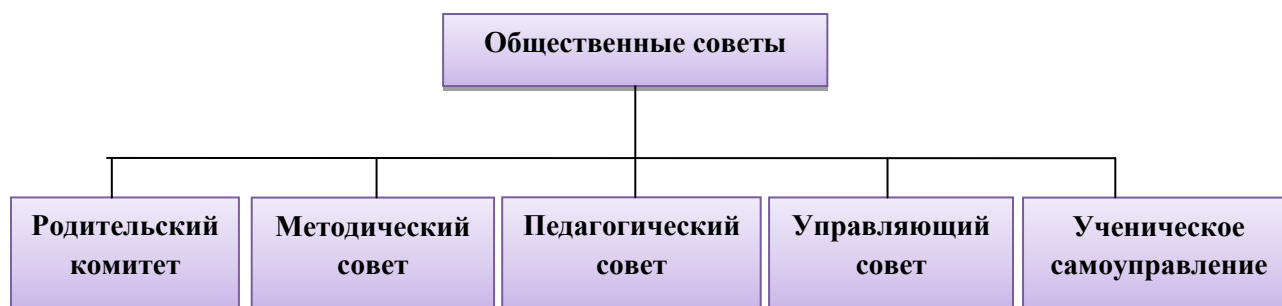 Общественные советы
Родительский
комитет
Методический
совет
Педагогический
совет
Управляющий
совет
Ученическое
самоуправление